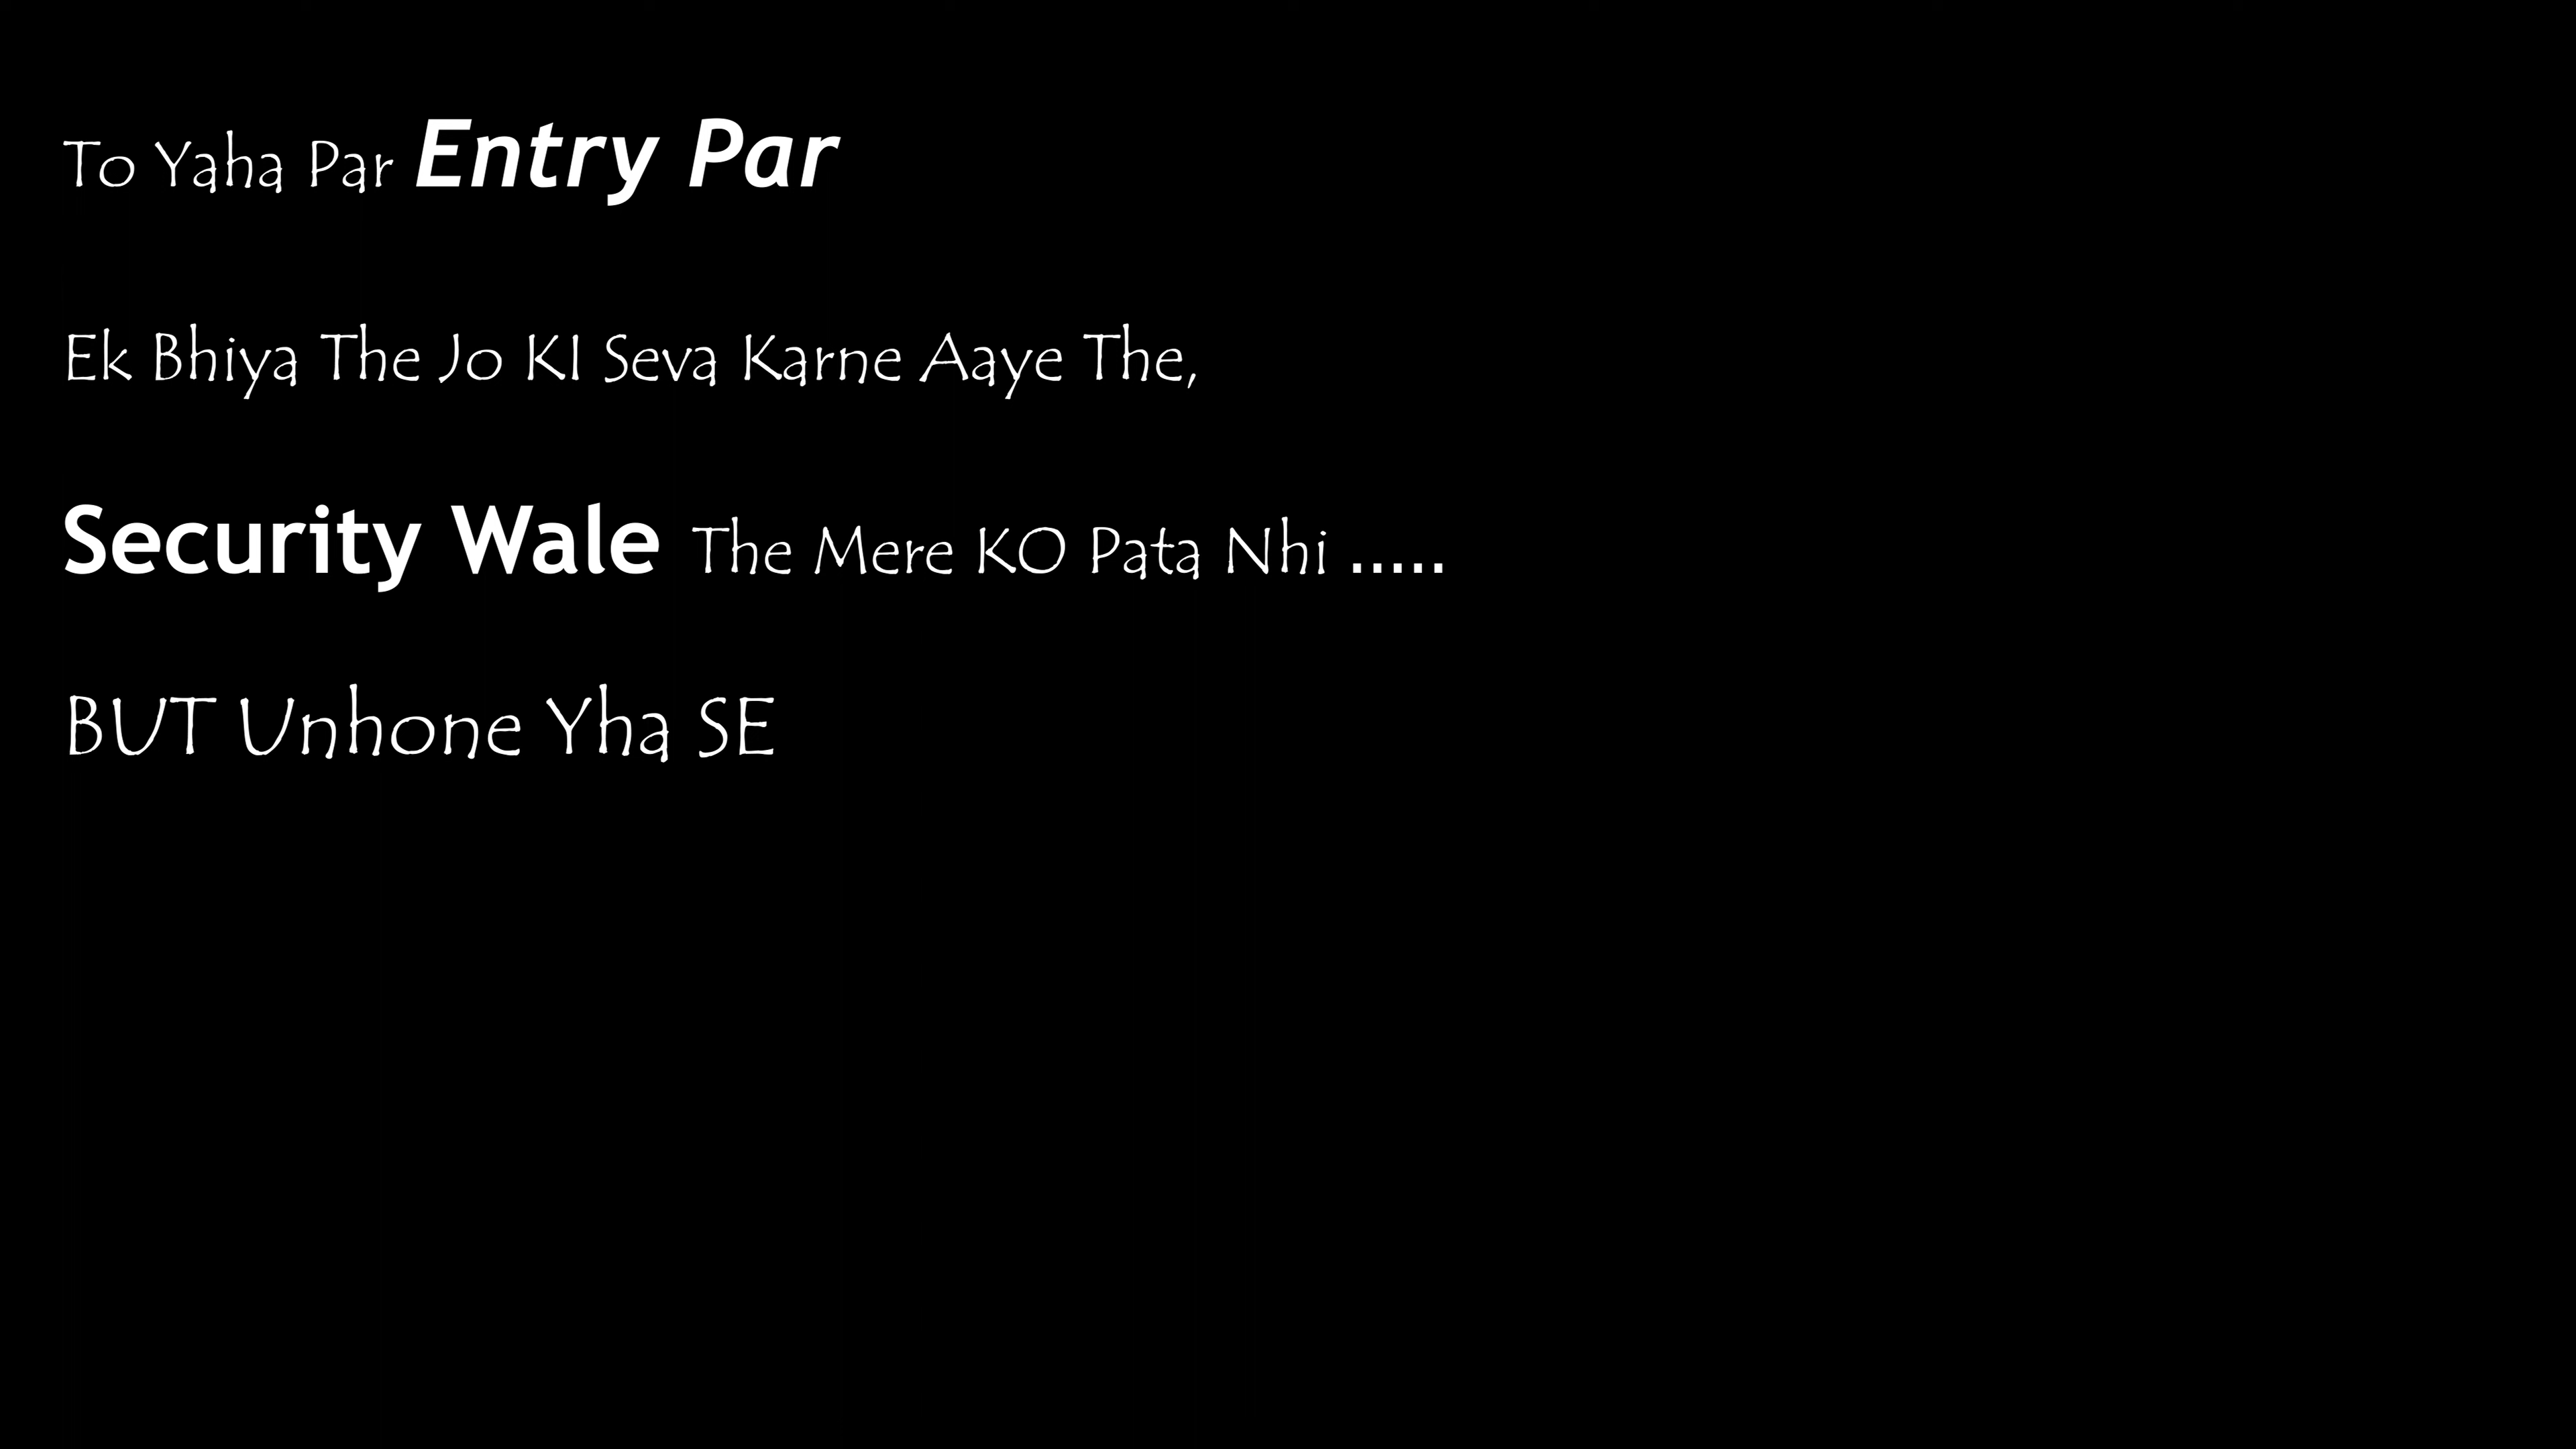 To Yaha Par Entry Par
Ek Bhiya The Jo KI Seva Karne Aaye The,
Security Wale The Mere KO Pata Nhi .....
BUT Unhone Yha SE